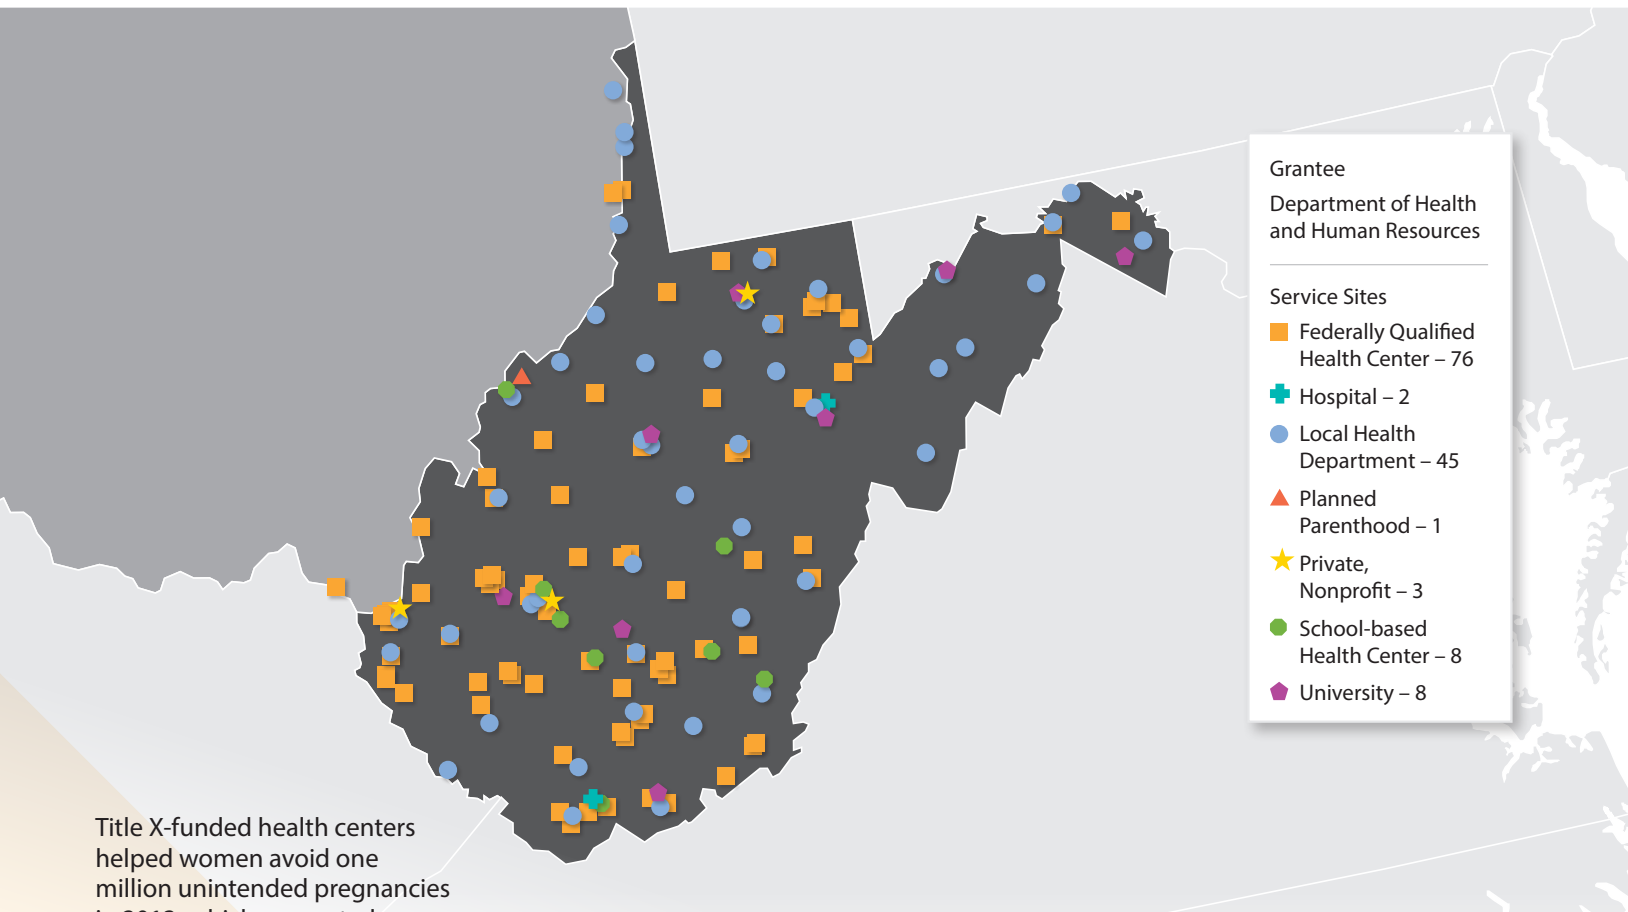 Grantee
Department of Health
and Human Resources
Service Sites
Federally Qualified
Health Center – 76
Hospital – 2
Local Health
Department – 45
Planned
Parenthood – 1
Private,
Nonprofit – 3
School-based
Health Center – 8
University – 8
Title X-funded health centers
helped women avoid one
million unintended pregnancies